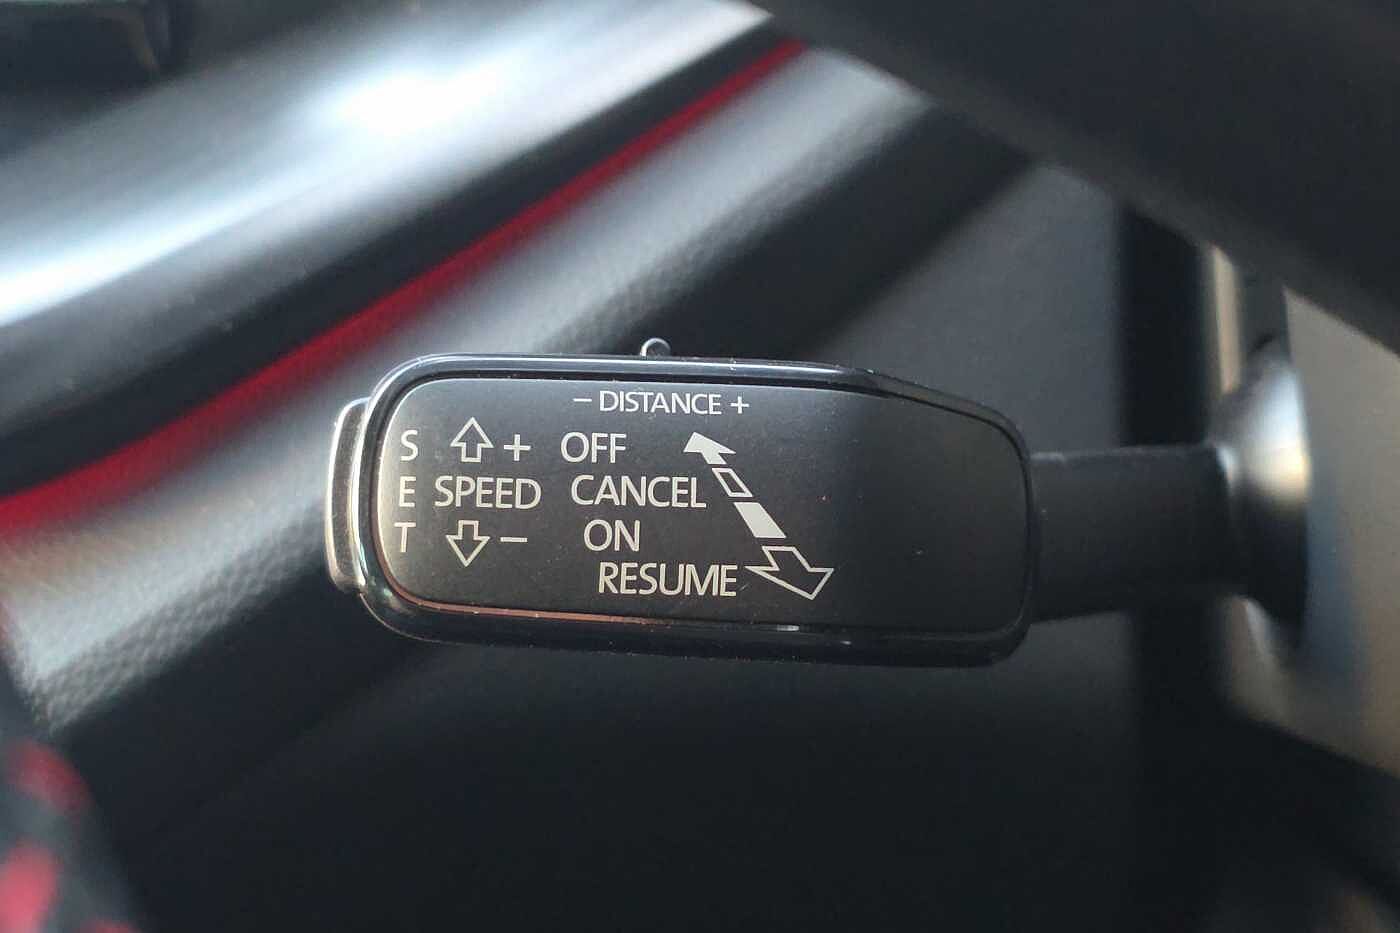 − DISTANCE +
S + OFF
E SPEED CANCEL
T − ON
RESUME